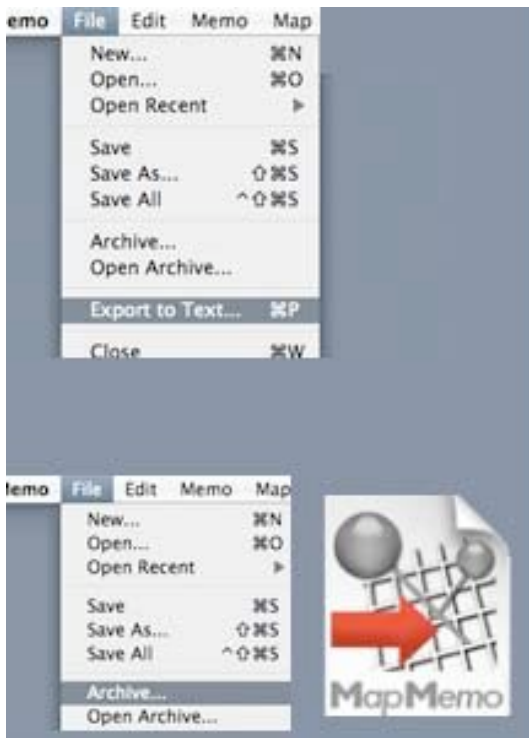 emo File Edit Memo Map
New... ⌘N
Open... ⌘O
Open Recent ▶
Save ⌘S
Save As... ⇧⌘S
Save All ^⇧⌘S
Archive...
Open Archive...
Export to Text... ⌘P
Close ⌘W
Memo File Edit Memo Map
New... ⌘N
Open... ⌘O
Open Recent ▶
Save ⌘S
Save As... ⇧⌘S
Save All ^⇧⌘S
Archive...
Open Archive...
MapMemo